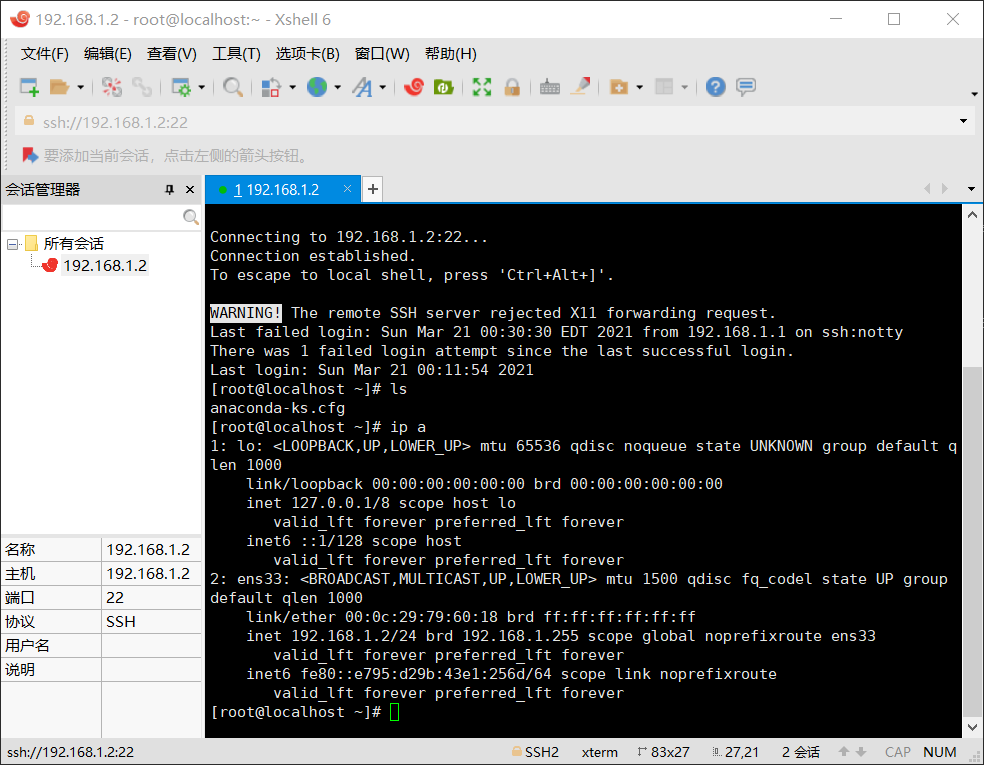 192.168.1.2 - root@localhost:~ - Xshell 6
文件(F) 编辑(E) 查看(V) 工具(T) 选项卡(B) 窗口(W) 帮助(H)
ssh://192.168.1.2:22
要添加当前会话，点击左侧的箭头按钮。
会话管理器
1 192.168.1.2
所有会话
192.168.1.2
Connecting to 192.168.1.2:22...
Connection established.
To escape to local shell, press 'Ctrl+Alt+]'.
WARNING! The remote SSH server rejected X11 forwarding request.
Last failed login: Sun Mar 21 00:30:30 EDT 2021 from 192.168.1.1 on ssh:notty
There was 1 failed login attempt since the last successful login.
Last login: Sun Mar 21 00:11:54 2021
[root@localhost ~]# ls
anaconda-ks.cfg
[root@localhost ~]# ip a
1: lo: <LOOPBACK,UP,LOWER_UP> mtu 65536 qdisc noqueue state UNKNOWN group default q
len 1000
link/loopback 00:00:00:00:00:00 brd 00:00:00:00:00:00
inet 127.0.0.1/8 scope host lo
valid_lft forever preferred_lft forever
inet6 ::1/128 scope host
valid_lft forever preferred_lft forever
2: ens33: <BROADCAST,MULTICAST,UP,LOWER_UP> mtu 1500 qdisc fq_codel state UP group
default qlen 1000
link/ether 00:0c:29:79:60:18 brd ff:ff:ff:ff:ff:ff
inet 192.168.1.2/24 brd 192.168.1.255 scope global noprefixroute ens33
valid_lft forever preferred_lft forever
inet6 fe80::e795:d29b:43e1:256d/64 scope link noprefixroute
valid_lft forever preferred_lft forever
[root@localhost ~]#
名称 192.168.1.2
主机 192.168.1.2
端口 22
协议 SSH
用户名
说明
ssh://192.168.1.2:22 SSH2 xterm 83x27 27,21 2 会话 CAP NUM